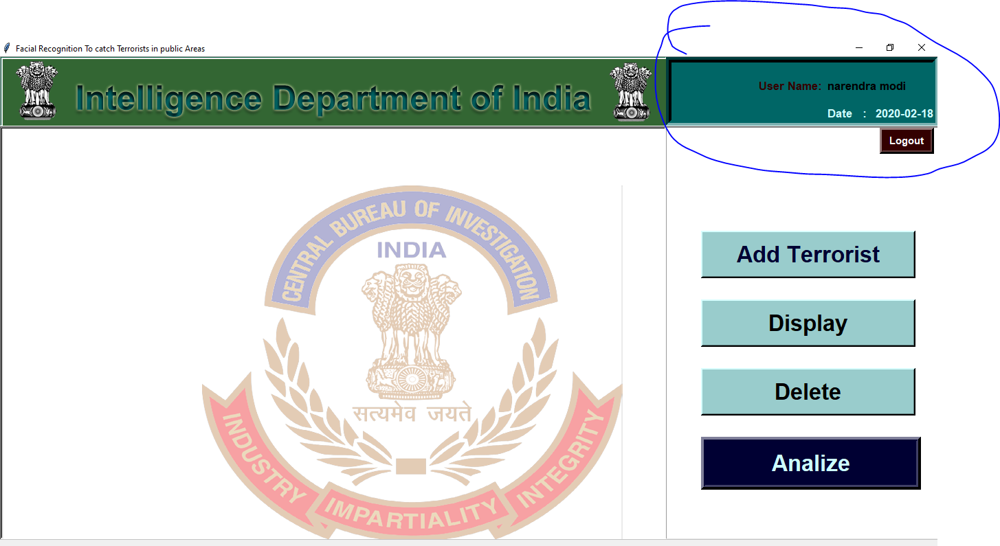 Facial Recognition To catch Terrorists in public Areas
Intelligence Department of India
User Name: narendra modi
Date : 2020-02-18
Logout
CENTRAL BUREAU OF INVESTIGATION
INDIA
सत्यमेव जयते
INDUSTRY
IMPARTIALITY
INTEGRITY
Add Terrorist
Display
Delete
Analize